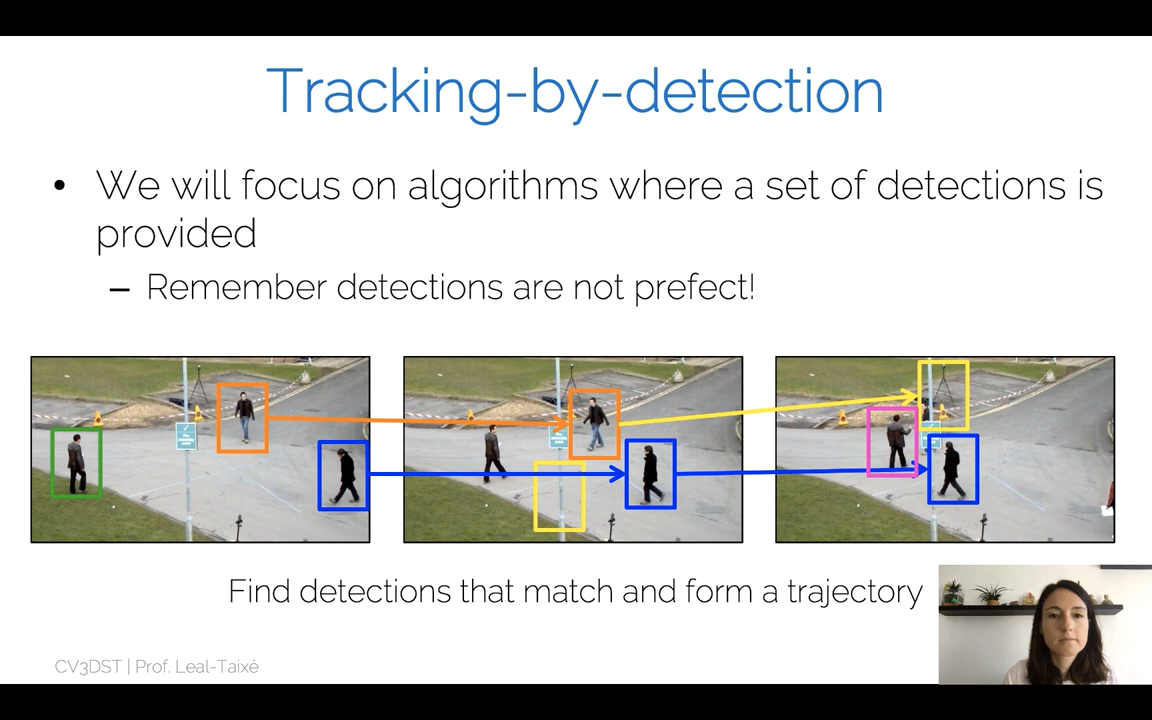 Tracking-by-detection
• We will focus on algorithms where a set of detections is
provided
– Remember detections are not prefect!
Find detections that match and form a trajectory
CV3DST | Prof. Leal-Taixé